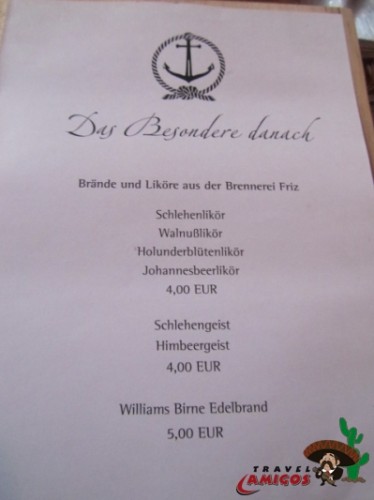 Das Besondere danach
Brände und Liköre aus der Brennerei Friz
Schlehenlikör
Walnußlikör
Holunderblütenlikör
Johannesbeerlikör
4,00 EUR
Schlehengeist
Himbeergeist
4,00 EUR
Williams Birne Edelbrand
5,00 EUR
TRAVEL
AMIGOS